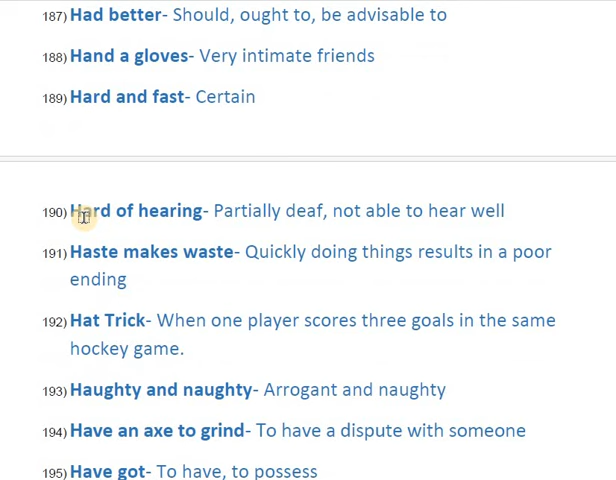 187) Had better- Should, ought to, be advisable to
188) Hand a gloves- Very intimate friends
189) Hard and fast- Certain
190) Hard of hearing- Partially deaf, not able to hear well
191) Haste makes waste- Quickly doing things results in a poor
ending
192) Hat Trick- When one player scores three goals in the same
hockey game.
193) Haughty and naughty- Arrogant and naughty
194) Have an axe to grind- To have a dispute with someone
195) Have got- To have, to possess